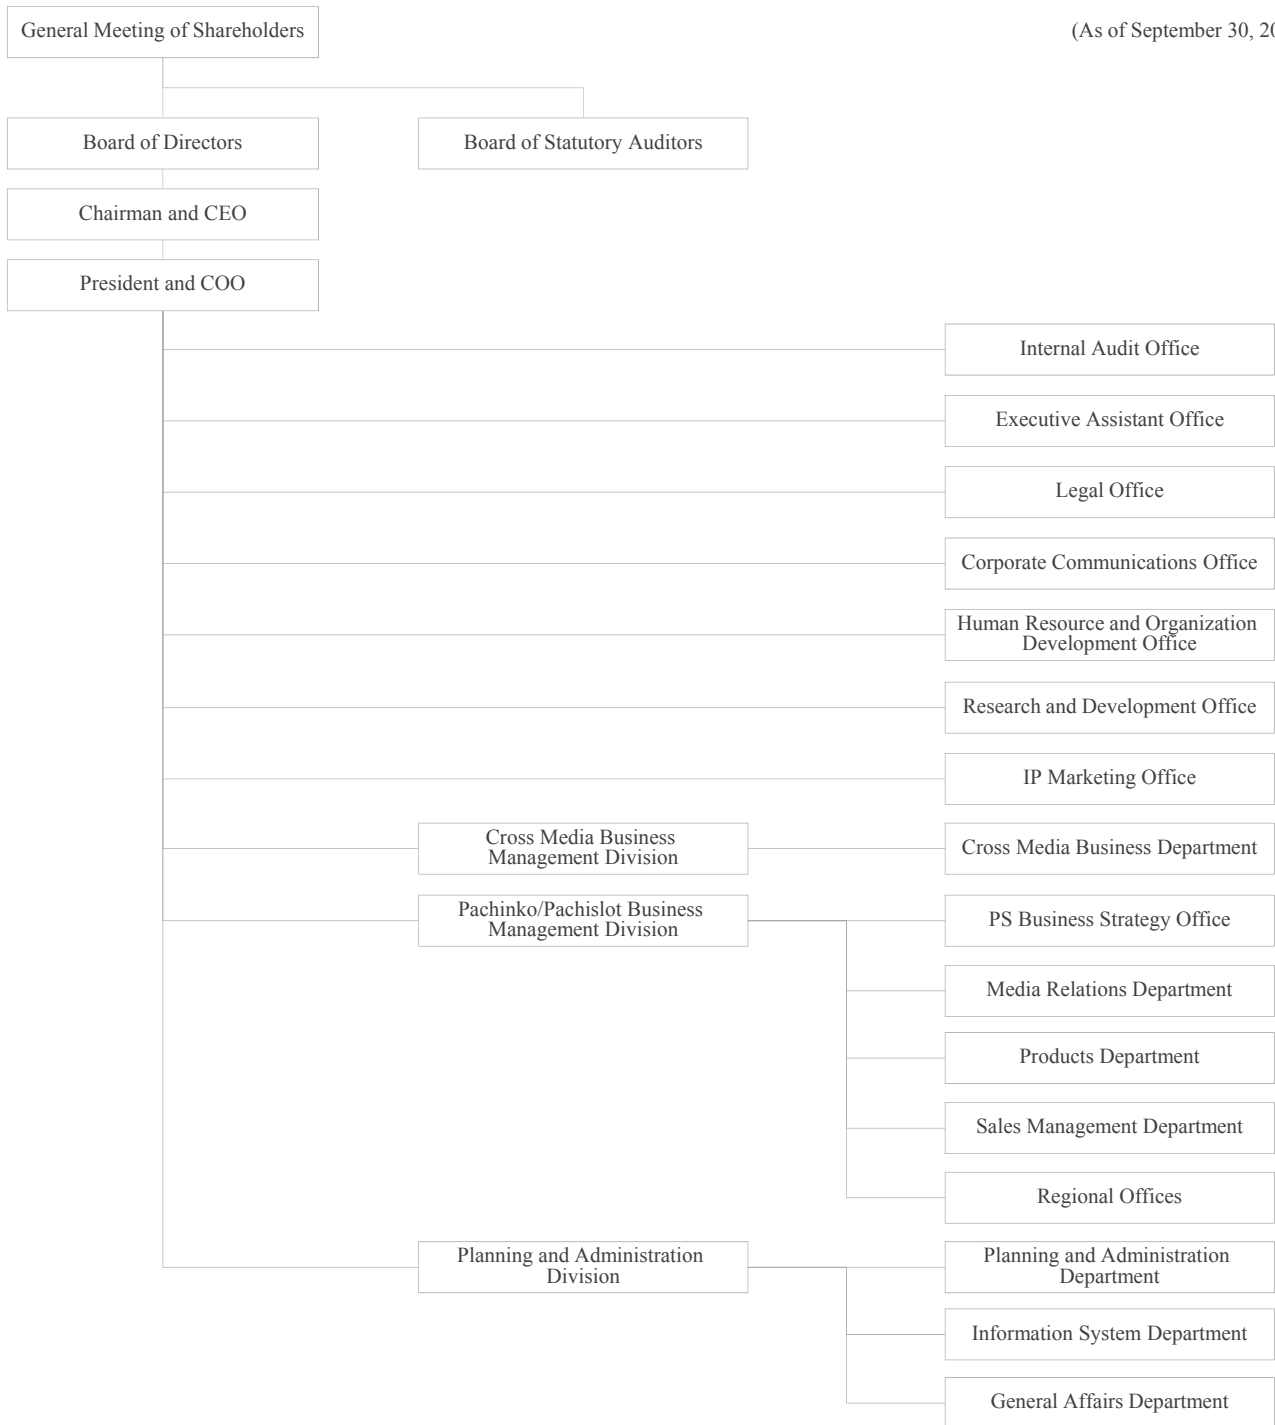 General Meeting of Shareholders
(As of September 30, 20
Board of Directors
Board of Statutory Auditors
Chairman and CEO
President and COO
Internal Audit Office
Executive Assistant Office
Legal Office
Corporate Communications Office
Human Resource and Organization
Development Office
Research and Development Office
IP Marketing Office
Cross Media Business
Management Division
Cross Media Business Department
Pachinko/Pachislot Business
Management Division
PS Business Strategy Office
Media Relations Department
Products Department
Sales Management Department
Regional Offices
Planning and Administration
Division
Planning and Administration
Department
Information System Department
General Affairs Department